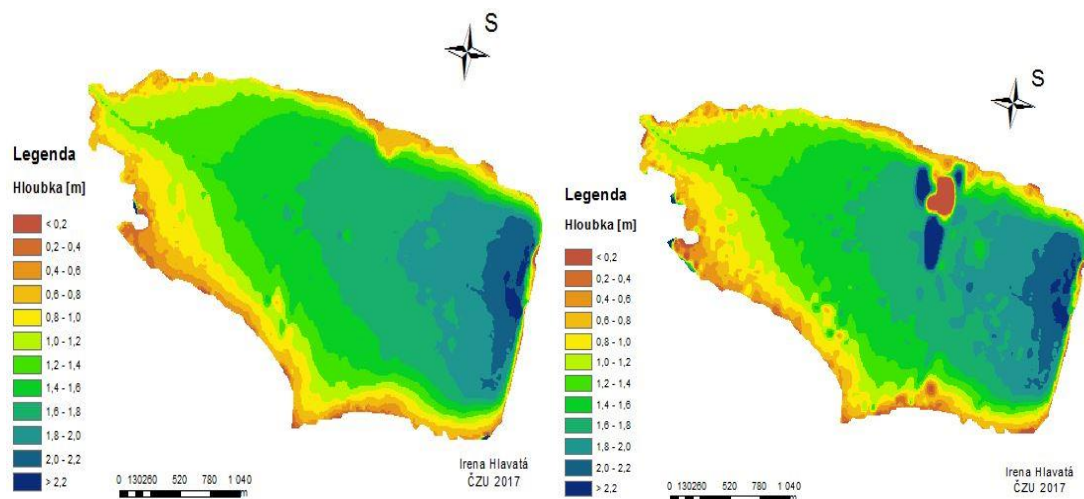 S
Legenda
Hloubka [m]
< 0,2
0,2 - 0,4
0,4 - 0,6
0,6 - 0,8
0,8 - 1,0
1,0 - 1,2
1,2 - 1,4
1,4 - 1,6
1,6 - 1,8
1,8 - 2,0
2,0 - 2,2
> 2,2
0 130260 520 780 1 040
m
Irena Hlavatá
ČZU 2017
S
Legenda
Hloubka [m]
< 0,2
0,2 - 0,4
0,4 - 0,6
0,6 - 0,8
0,8 - 1,0
1,0 - 1,2
1,2 - 1,4
1,4 - 1,6
1,6 - 1,8
1,8 - 2,0
2,0 - 2,2
> 2,2
0 130260 520 780 1 040
m
Irena Hlavatá
ČZU 2017